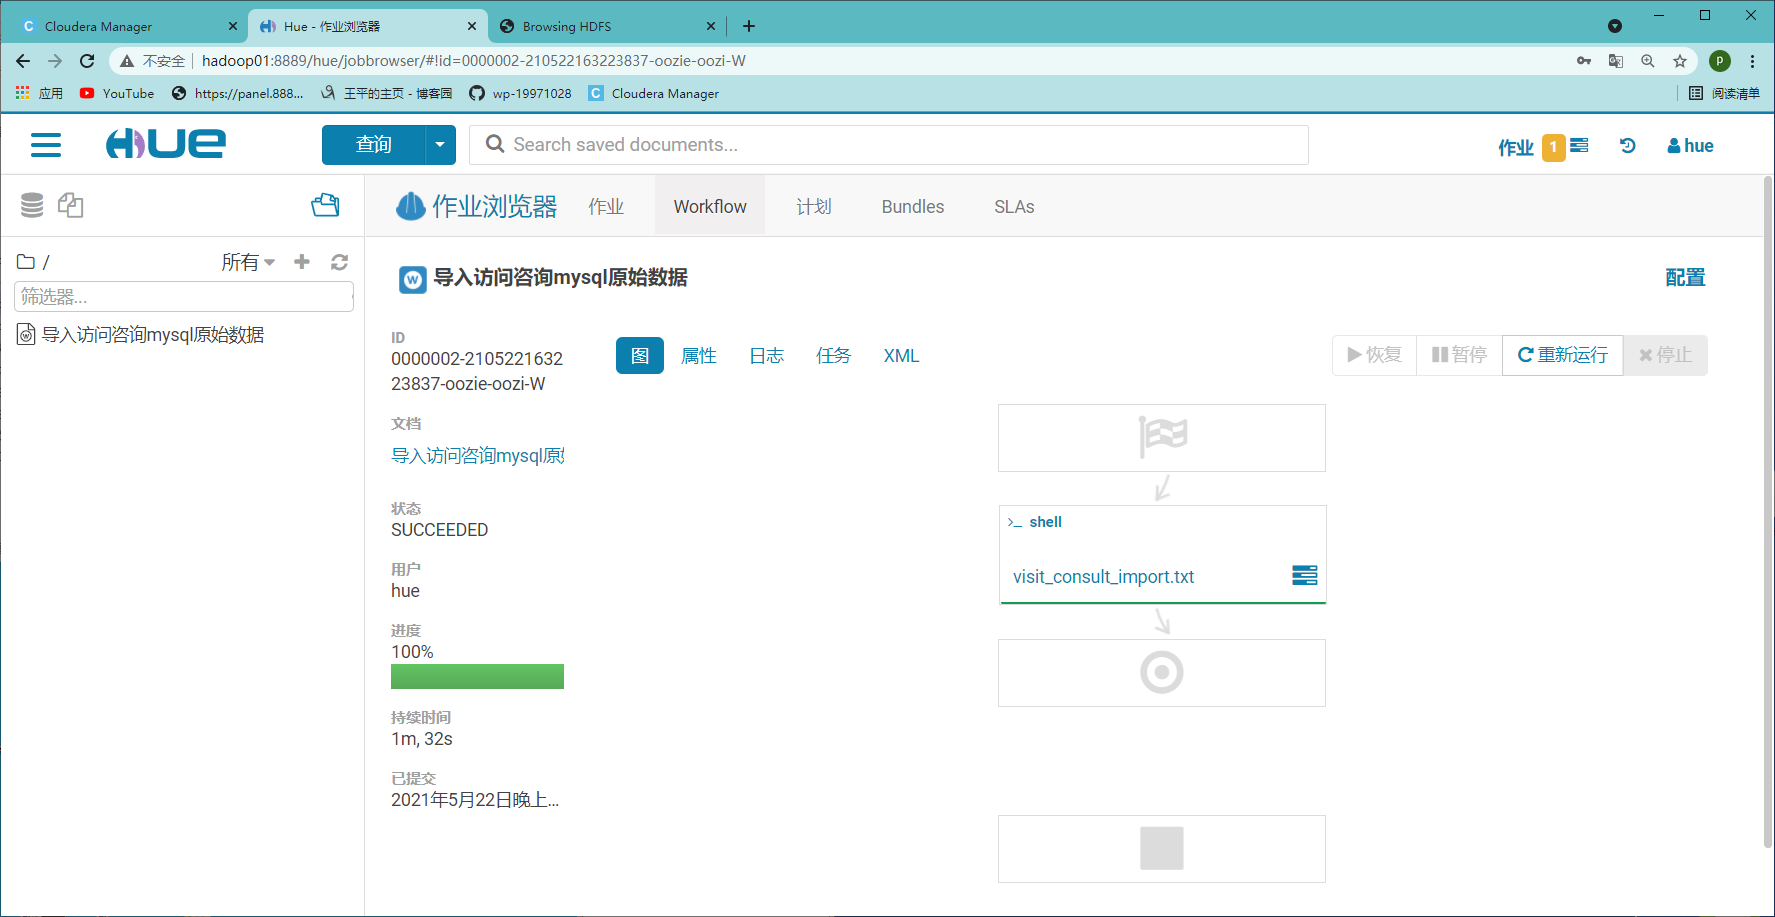 Cloudera Manager
Hue - 作业浏览器
Browsing HDFS
不安全 hadoop01:8889/hue/jobbrowser/#!id=0000002-210522163223837-oozie-oozi-W
P
应用 YouTube https://panel.888... 王平的主页 - 博客园 wp-19971028 Cloudera Manager 阅读清单
HUE 查询 Search saved documents... 作业 1 hue
作业浏览器 作业 Workflow 计划 Bundles SLAs
/ 所有
筛选器...
导入访问咨询mysql原始数据
导入访问咨询mysql原始数据 配置
ID
0000002-2105221632
23837-oozie-oozi-W
图 属性 日志 任务 XML
恢复 暂停 重新运行 停止
文档
导入访问咨询mysql原
状态
SUCCEEDED
用户
hue
进度
100%
持续时间
1m, 32s
已提交
2021年5月22日晚上...
>_ shell
visit_consult_import.txt